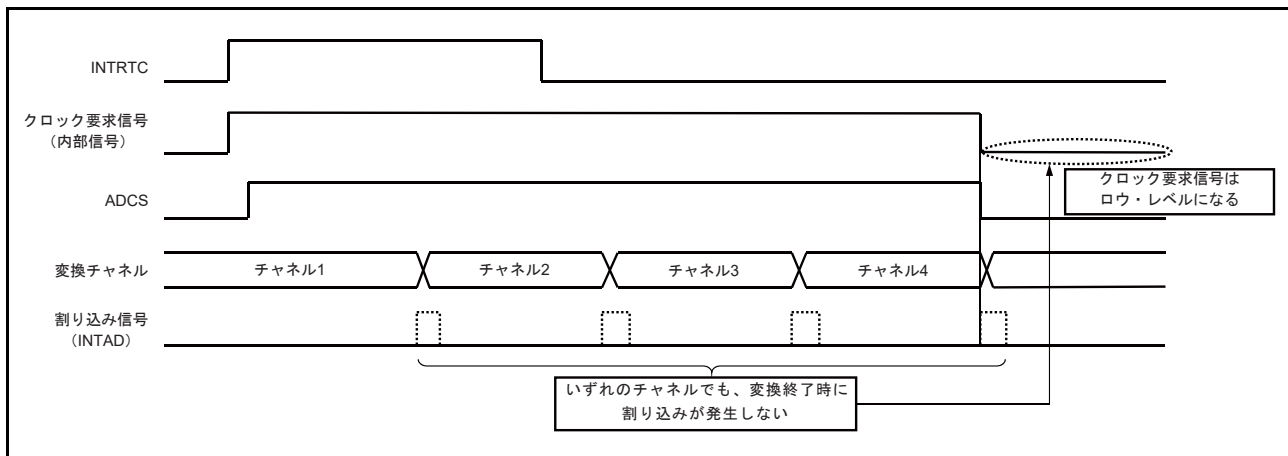 INTRTC
クロック要求信号
(内部信号)
ADCS
クロック要求信号は
ロウ・レベルになる
変換チャネル
チャネル1
チャネル2
チャネル3
チャネル4
割り込み信号
(INTAD)
いずれのチャネルでも、変換終了時に
割り込みが発生しない